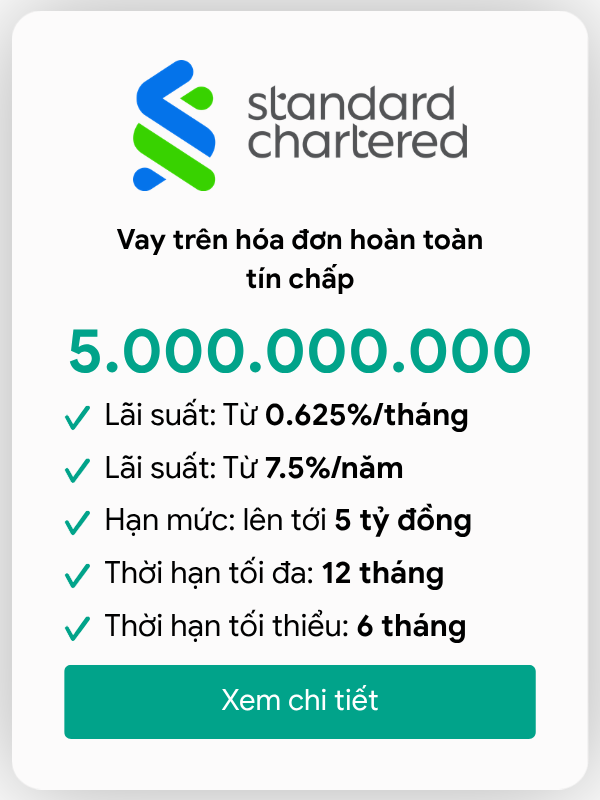 standard
chartered
Vay trên hóa đơn hoàn toàn
tín chấp
5.000.000.000
Lãi suất: Từ 0.625%/tháng
Lãi suất: Từ 7.5%/năm
Hạn mức: lên tới 5 tỷ đồng
Thời hạn tối đa: 12 tháng
Thời hạn tối thiểu: 6 tháng
Xem chi tiết